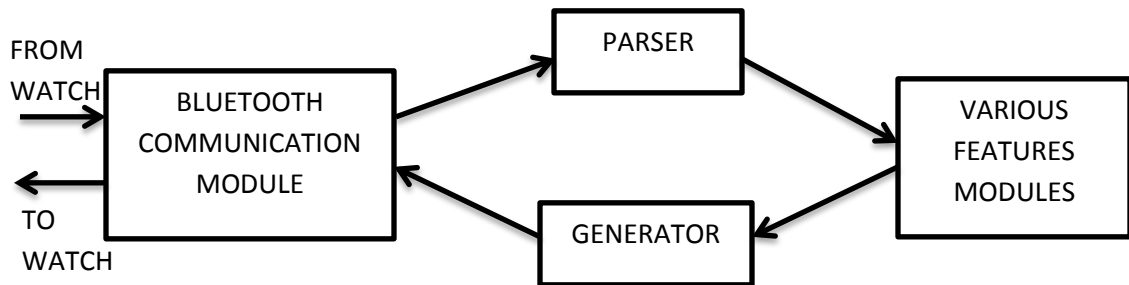 FROM
WATCH
BLUETOOTH
COMMUNICATION
MODULE
TO
WATCH
PARSER
GENERATOR
VARIOUS
FEATURES
MODULES